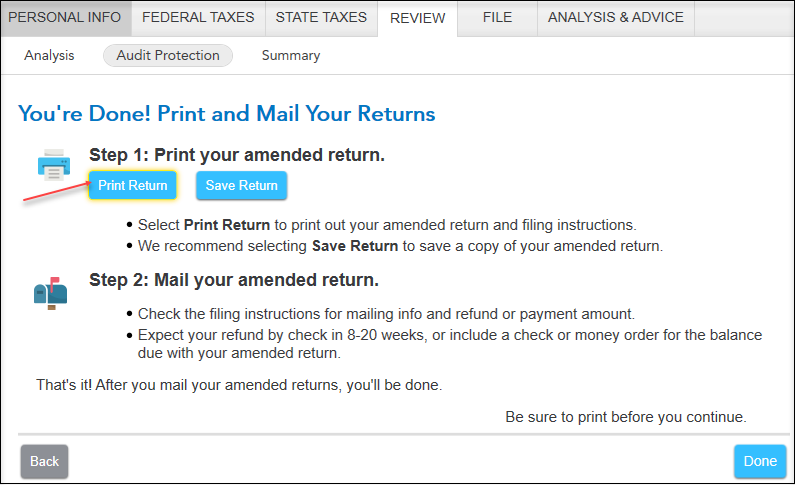 PERSONAL INFO FEDERAL TAXES STATE TAXES REVIEW FILE ANALYSIS & ADVICE
Analysis Audit Protection Summary
You're Done! Print and Mail Your Returns
Step 1: Print your amended return.
Print Return Save Return
• Select Print Return to print out your amended return and filing instructions.
• We recommend selecting Save Return to save a copy of your amended return.
Step 2: Mail your amended return.
• Check the filing instructions for mailing info and refund or payment amount.
• Expect your refund by check in 8-20 weeks, or include a check or money order for the balance
due with your amended return.
That's it! After you mail your amended returns, you'll be done.
Be sure to print before you continue.
Back Done